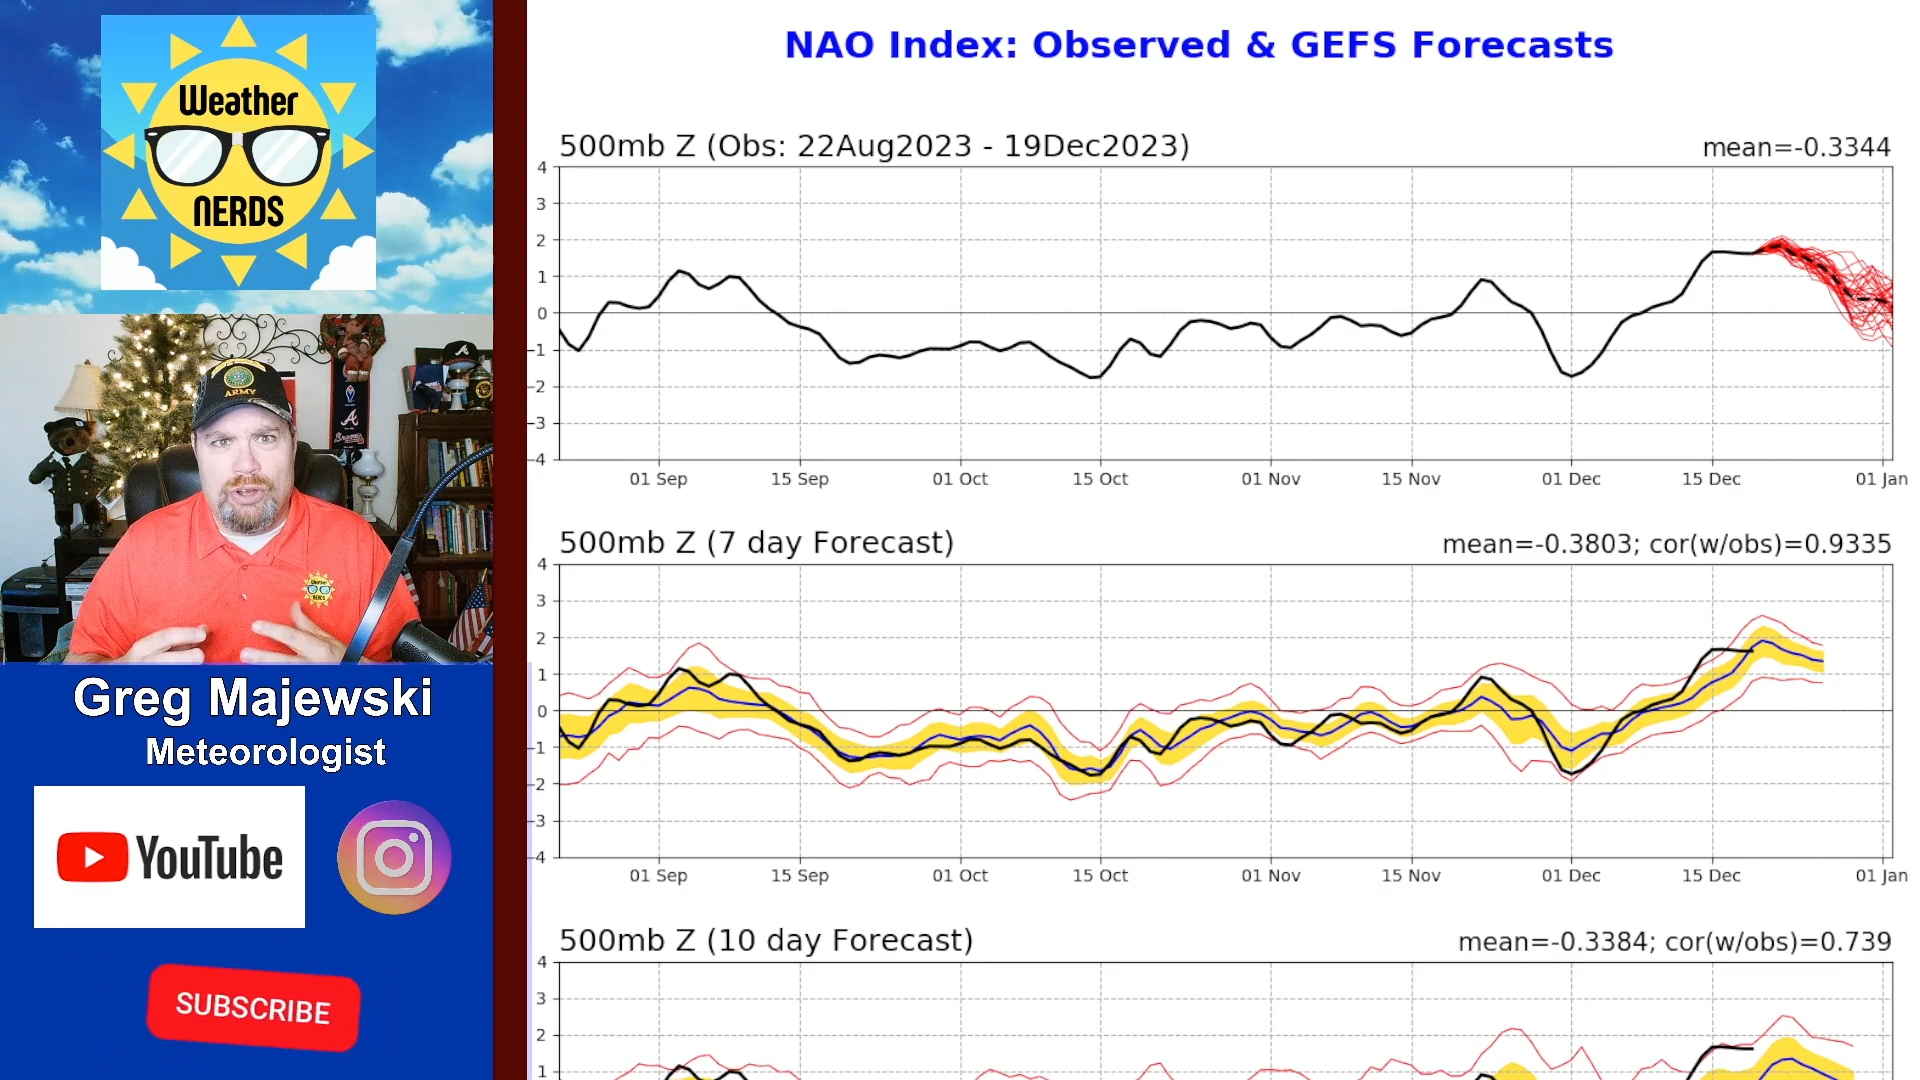 Weather
NERDS
ARMY
A
A
Braves
Weather
NERDS
Greg Majewski
Meteorologist
YouTube
SUBSCRIBE
NAO Index: Observed & GEFS Forecasts
500mb Z (Obs: 22Aug2023 - 19Dec2023)
mean=-0.3344
4
3
2
1
0
-1
-2
-3
-4
01 Sep 15 Sep 01 Oct 15 Oct 01 Nov 15 Nov 01 Dec 15 Dec 01 Jan
500mb Z (7 day Forecast)
mean=-0.3803; cor(w/obs)=0.9335
4
3
2
1
0
-1
-2
-3
-4
01 Sep 15 Sep 01 Oct 15 Oct 01 Nov 15 Nov 01 Dec 15 Dec 01 Jan
500mb Z (10 day Forecast)
mean=-0.3384; cor(w/obs)=0.739
4
3
2
1